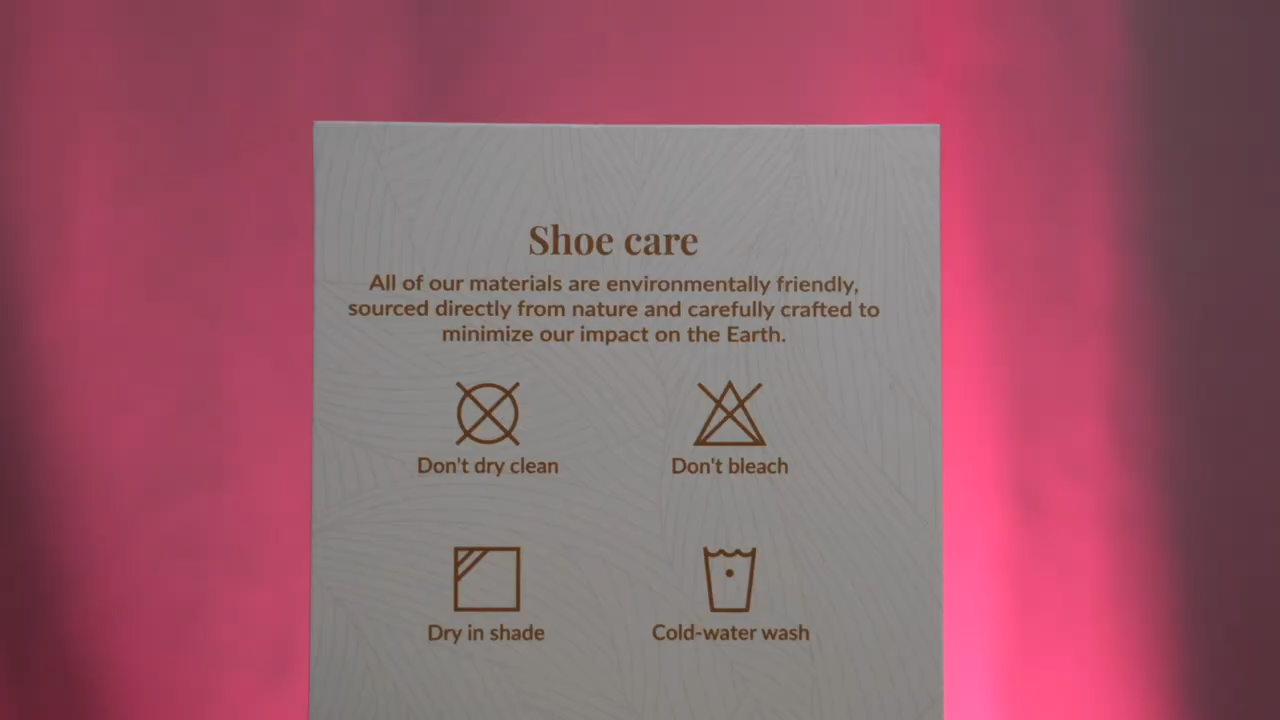 Shoe care
All of our materials are environmentally friendly,
sourced directly from nature and carefully crafted to
minimize our impact on the Earth.
Don't dry clean
Don't bleach
Dry in shade
Cold-water wash